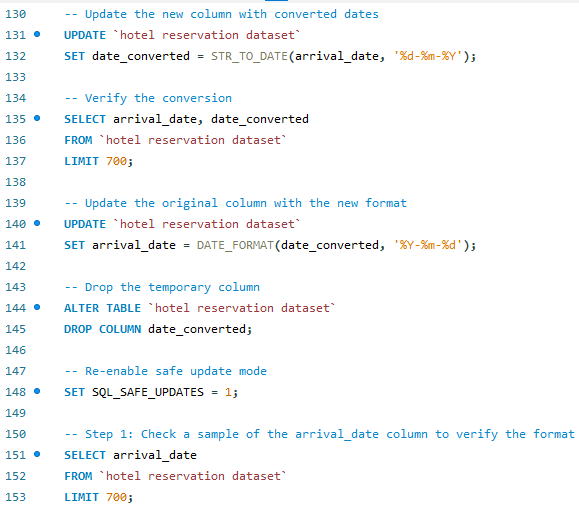 130 -- Update the new column with converted dates
131 UPDATE `hotel reservation dataset`
132 SET date_converted = STR_TO_DATE(arrival_date, '%d-%m-%Y');
133
134 -- Verify the conversion
135 SELECT arrival_date, date_converted
136 FROM `hotel reservation dataset`
137 LIMIT 700;
138
139 -- Update the original column with the new format
140 UPDATE `hotel reservation dataset`
141 SET arrival_date = DATE_FORMAT(date_converted, '%Y-%m-%d');
142
143 -- Drop the temporary column
144 ALTER TABLE `hotel reservation dataset`
145 DROP COLUMN date_converted;
146
147 -- Re-enable safe update mode
148 SET SQL_SAFE_UPDATES = 1;
149
150 -- Step 1: Check a sample of the arrival_date column to verify the format
151 SELECT arrival_date
152 FROM `hotel reservation dataset`
153 LIMIT 700;